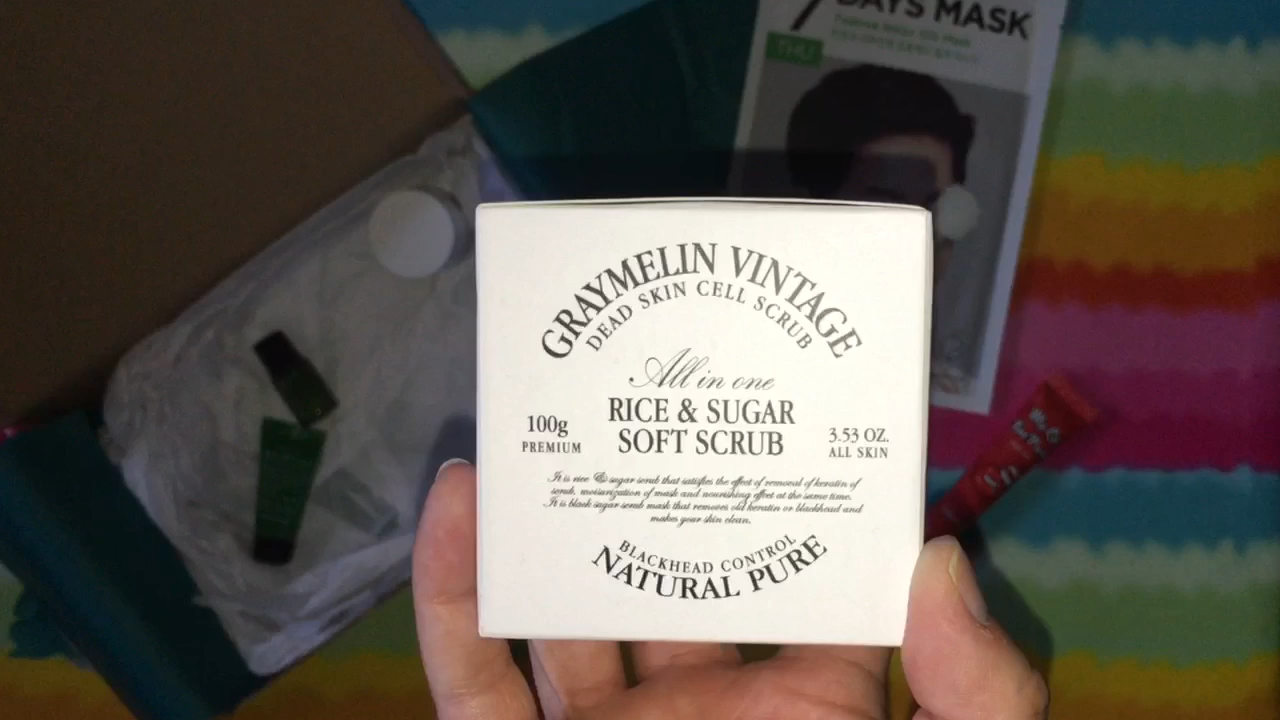 DAYS MASK
THU
GRAYMELIN VINTAGE
DEAD SKIN CELL SCRUB
All in one
RICE & SUGAR
SOFT SCRUB
100g
PREMIUM
3.53 OZ.
ALL SKIN
It is rice & sugar scrub that satisfies the effect of removal of keratin of
scrub, moisurization of mask and nourishing effect at the same time.
It is black sugar scrub mask that removes old keratin or blackhead and
makes your skin clean.
BLACKHEAD CONTROL
NATURAL PURE